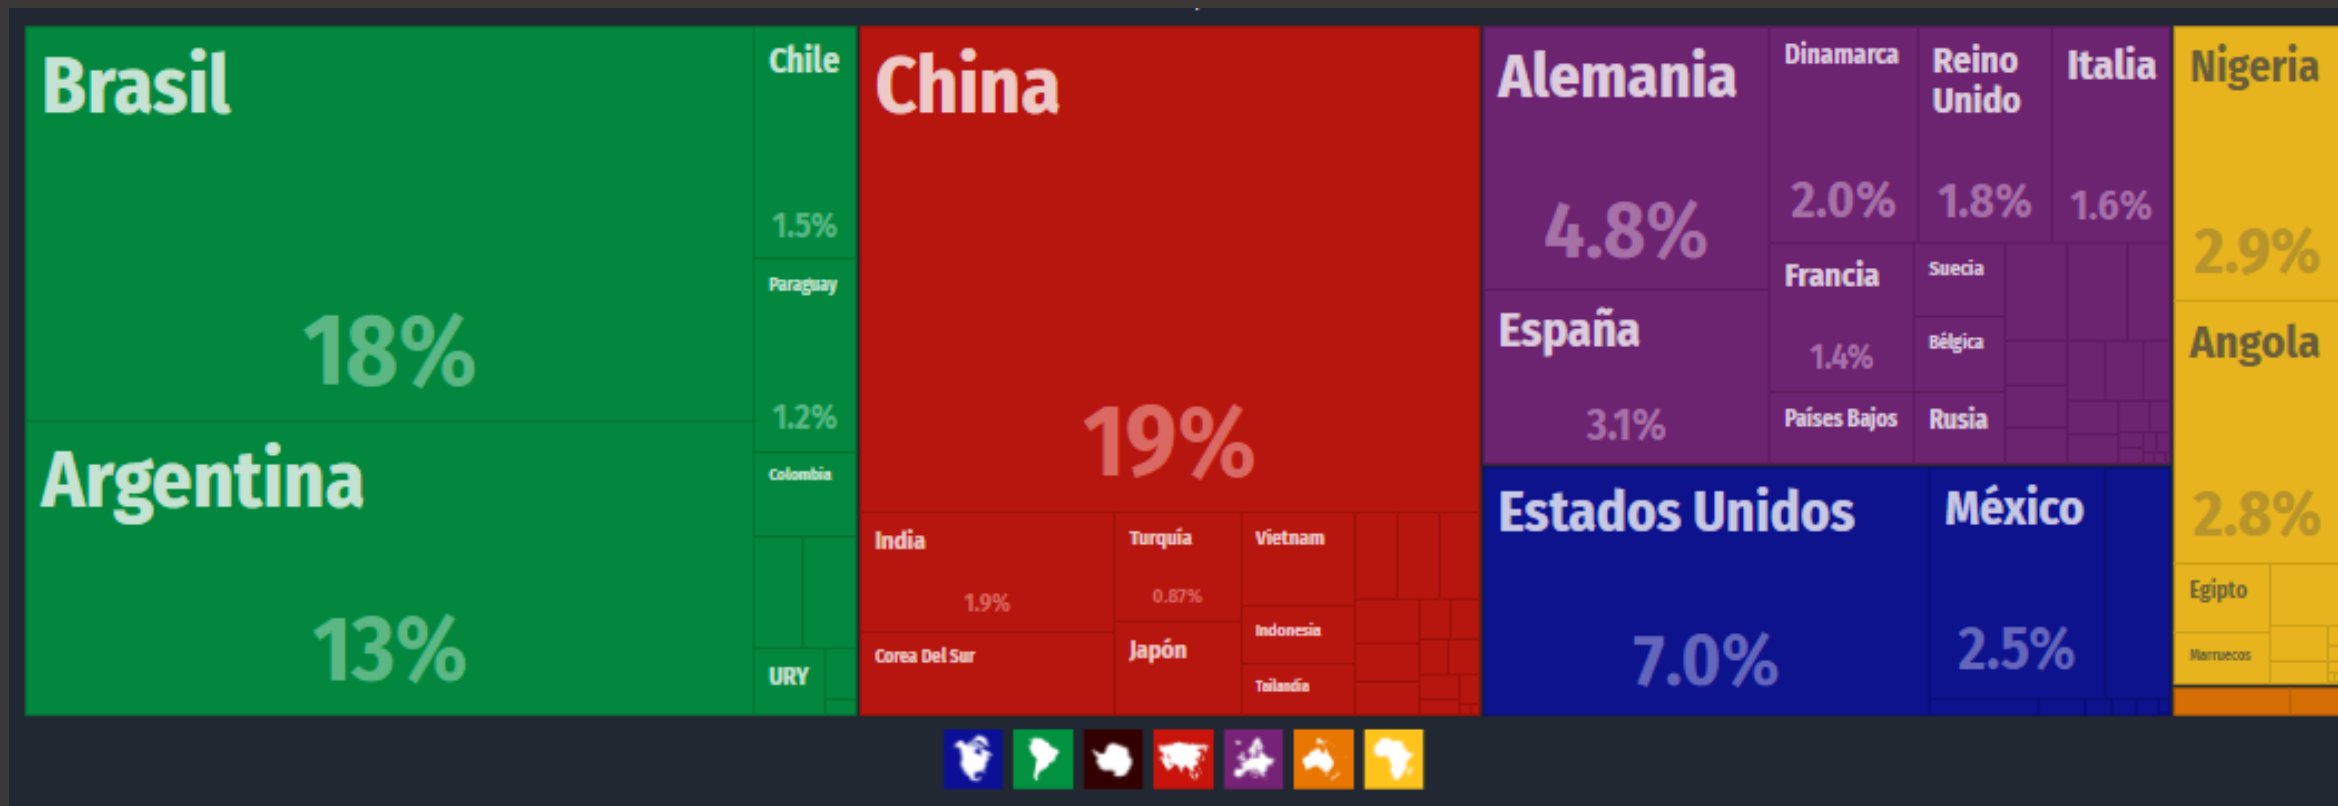 Brasil
18%
Argentina
13%
Chile
1.5%
Paraguay
1.2%
Colombia
URY
China
19%
India
1.9%
Corea Del Sur
Turquía
0.87%
Japón
Vietnam
Indonesia
Tailandia
Alemania
4.8%
España
3.1%
Dinamarca
2.0%
Reino
Unido
1.8%
Italia
1.6%
Francia
1.4%
Países Bajos
Suecia
Bélgica
Rusia
Estados Unidos
7.0%
México
2.5%
Nigeria
2.9%
Angola
2.8%
Egipto
Marruecos